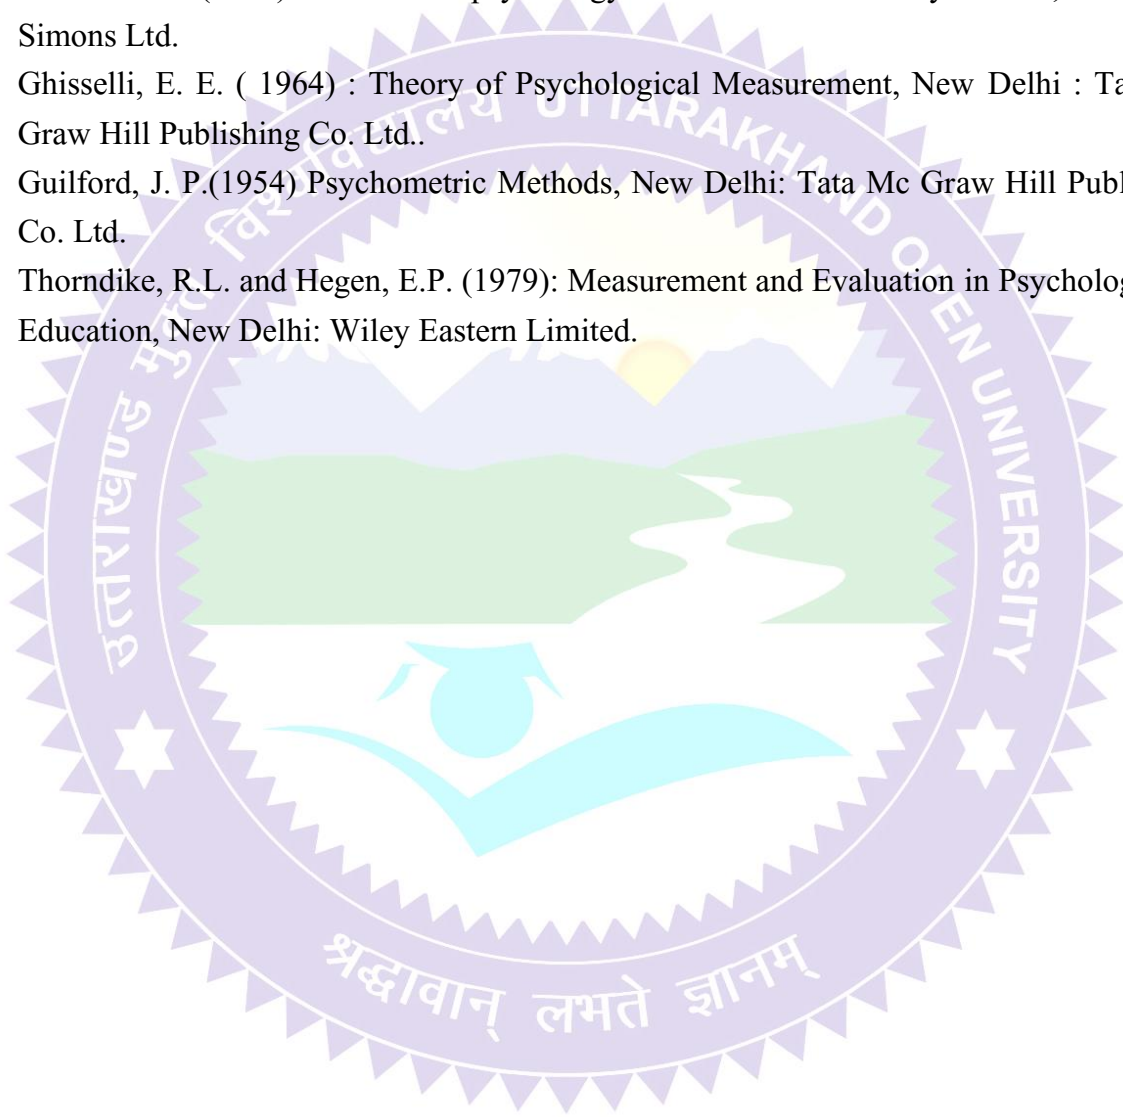 Simons Ltd.
Ghisselli, E. E. ( 1964) : Theory of Psychological Measurement, New Delhi : Ta
Graw Hill Publishing Co. Ltd..
Guilford, J. P.(1954) Psychometric Methods, New Delhi: Tata Mc Graw Hill Publ
Co. Ltd.
Thorndike, R.L. and Hegen, E.P. (1979): Measurement and Evaluation in Psycholog
Education, New Delhi: Wiley Eastern Limited.
उत्तराखण्ड मुक्त विश्वविद्यालय UTTARAKHAND OPEN UNIVERSITY
श्रद्धावान् लभते ज्ञानम्